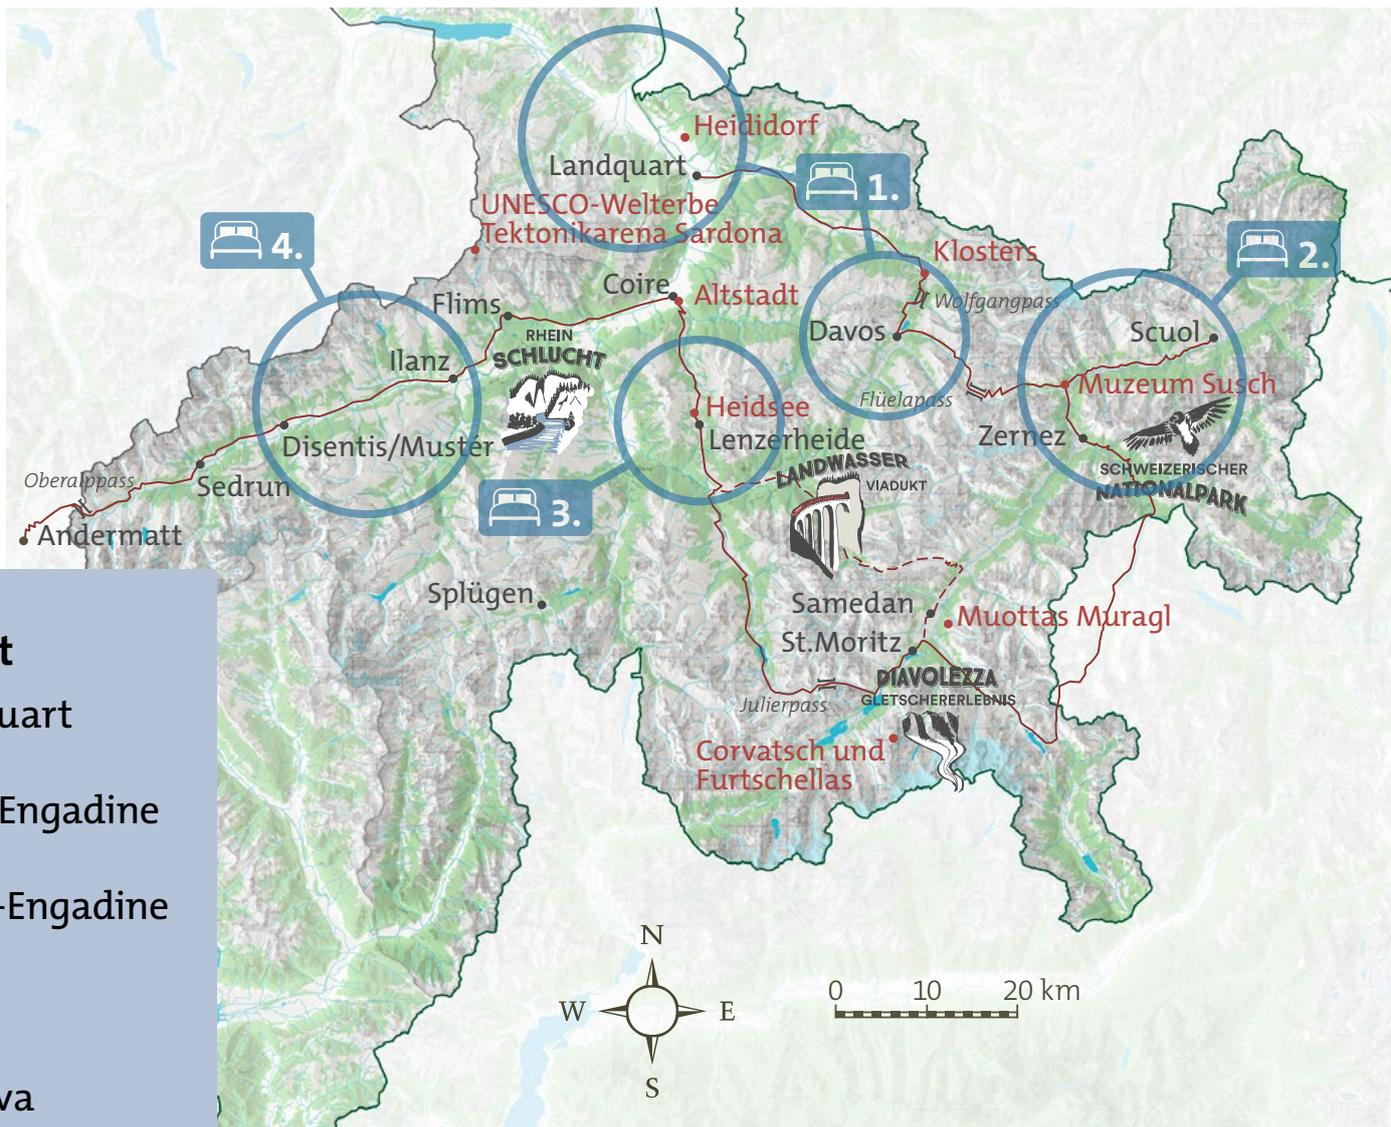 Heididorf
Landquart
1.
UNESCO-Welterbe
Tektonikarena Sardona
4.
Klosters
2.
Coire
Altstadt
Wolfgangpass
Flims
Davos
Scuol
RHEIN
SCHLUCHT
Ilanz
Muzeum Susch
Flüelapass
Heidsee
Lenzerheide
Zernez
Disentis/Muster
LANDWASSER
VIADUKT
SCHWEIZERISCHER
NATIONALPARK
Oberalppass
Sedrun
3.
Andermatt
Splügen
Samedan
Muottas Muragl
St.Moritz
DIAVOLEZZA
GLETSCHERERLEBNIS
Julierpass
Corvatsch und
Furtschellas
t
uart
Engadine
-Engadine
va
N
W
E
S
0 10 20 km